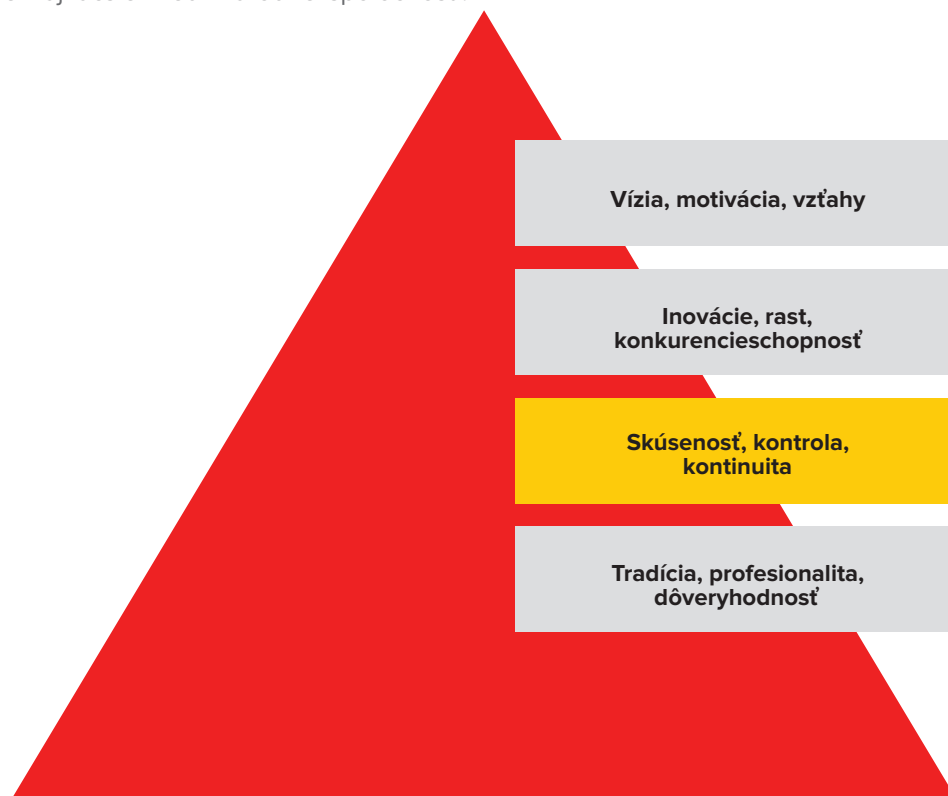 Vízia, motivácia, vzťahy
Inovácie, rast,
konkurencieschopnosť
Skúsenosť, kontrola,
kontinuita
Tradícia, profesionalita,
dôveryhodnosť